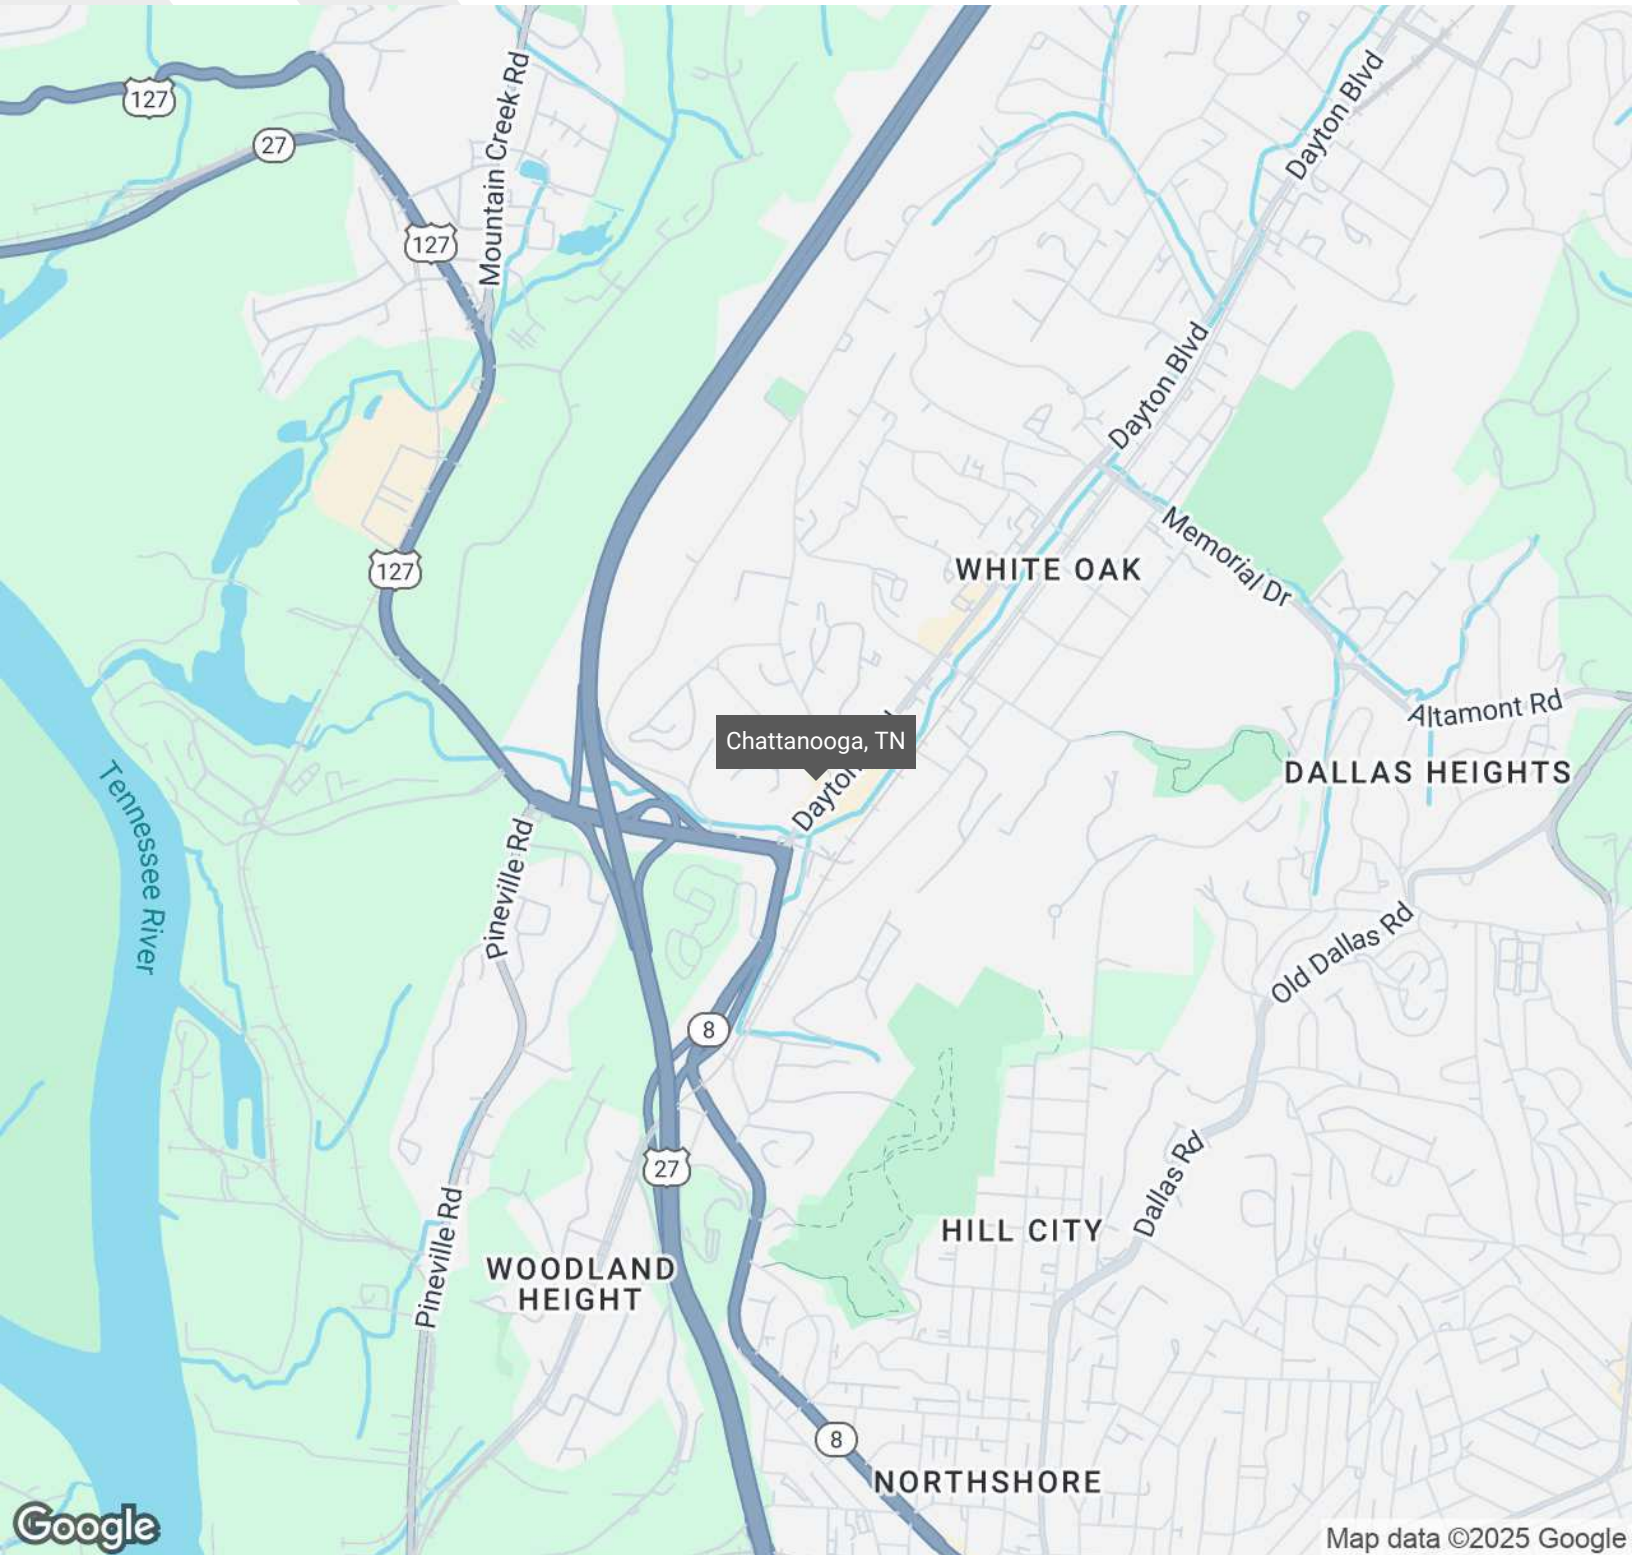 127
27
Mountain Creek Rd
127
Dayton Blvd
Dayton Blvd
127
WHITE OAK
Memorial Dr
Altamont Rd
Chattanooga, TN
DALLAS HEIGHTS
Dayton
Tennessee River
Pineville Rd
Old Dallas Rd
8
27
Dallas Rd
Pineville Rd
HILL CITY
WOODLAND
HEIGHT
8
NORTHSHORE
Google
Map data ©2025 Google